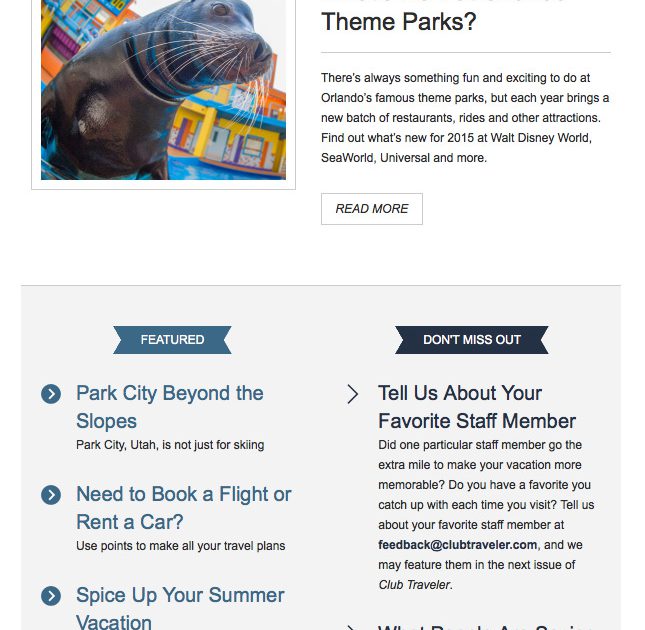 Theme Parks?
There's always something fun and exciting to do at
Orlando's famous theme parks, but each year brings a
new batch of restaurants, rides and other attractions.
Find out what's new for 2015 at Walt Disney World,
SeaWorld, Universal and more.
READ MORE
FEATURED
Park City Beyond the
Slopes
Park City, Utah, is not just for skiing
Need to Book a Flight or
Rent a Car?
Use points to make all your travel plans
Spice Up Your Summer
Vacation
DON'T MISS OUT
Tell Us About Your
Favorite Staff Member
Did one particular staff member go the
extra mile to make your vacation more
memorable? Do you have a favorite you
catch up with each time you visit? Tell us
about your favorite staff member at
feedback@clubtraveler.com, and we
may feature them in the next issue of
Club Traveler.
What People Are Saying